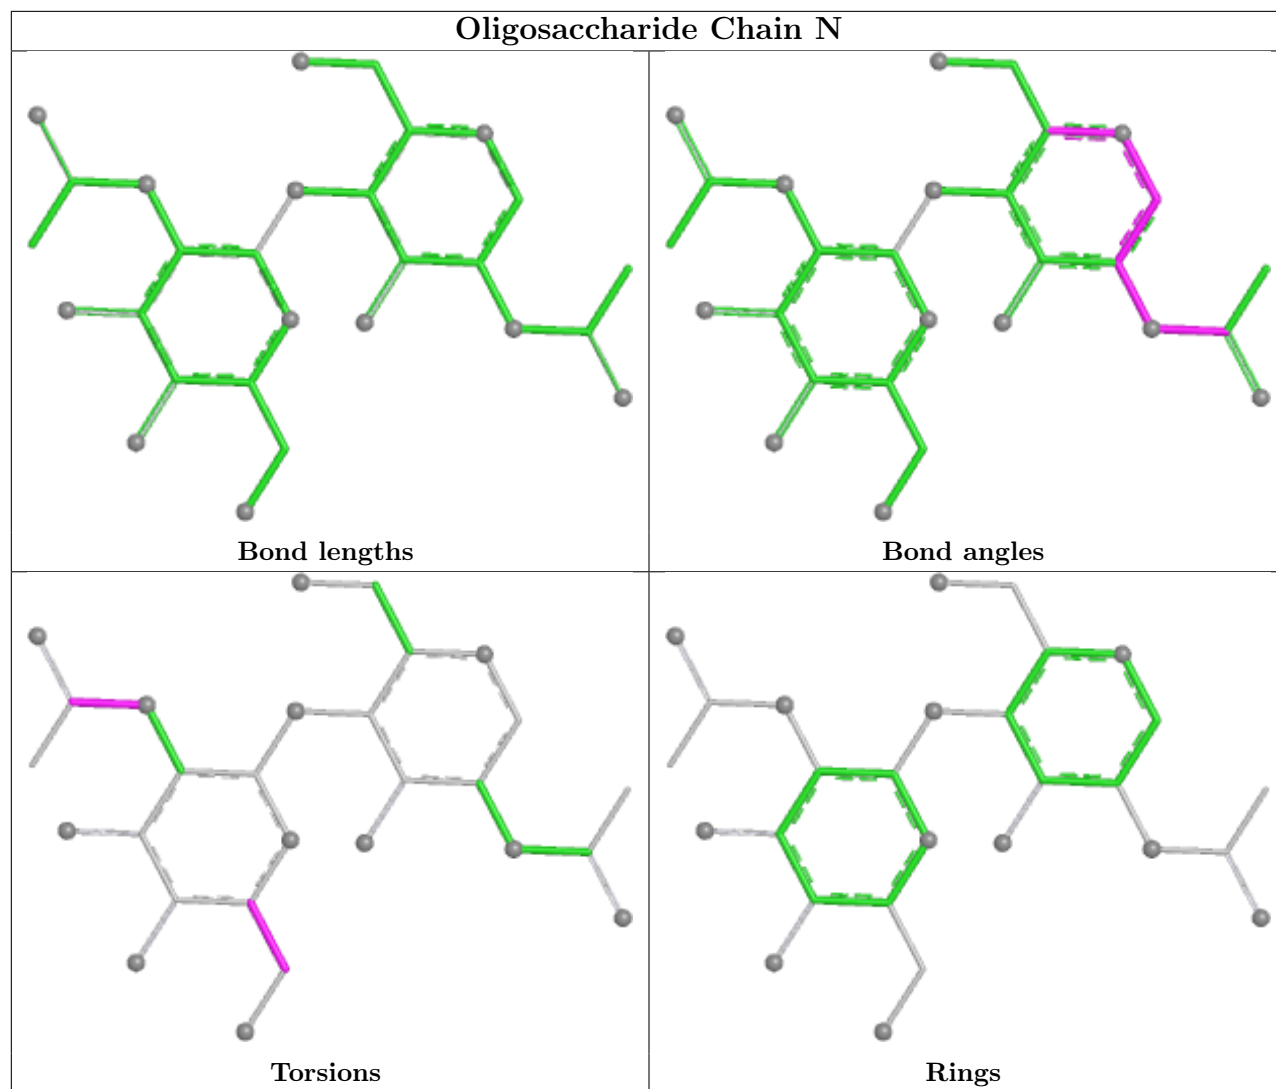 Oligosaccharide Chain N
Bond lengths
Bond angles
Torsions
Rings